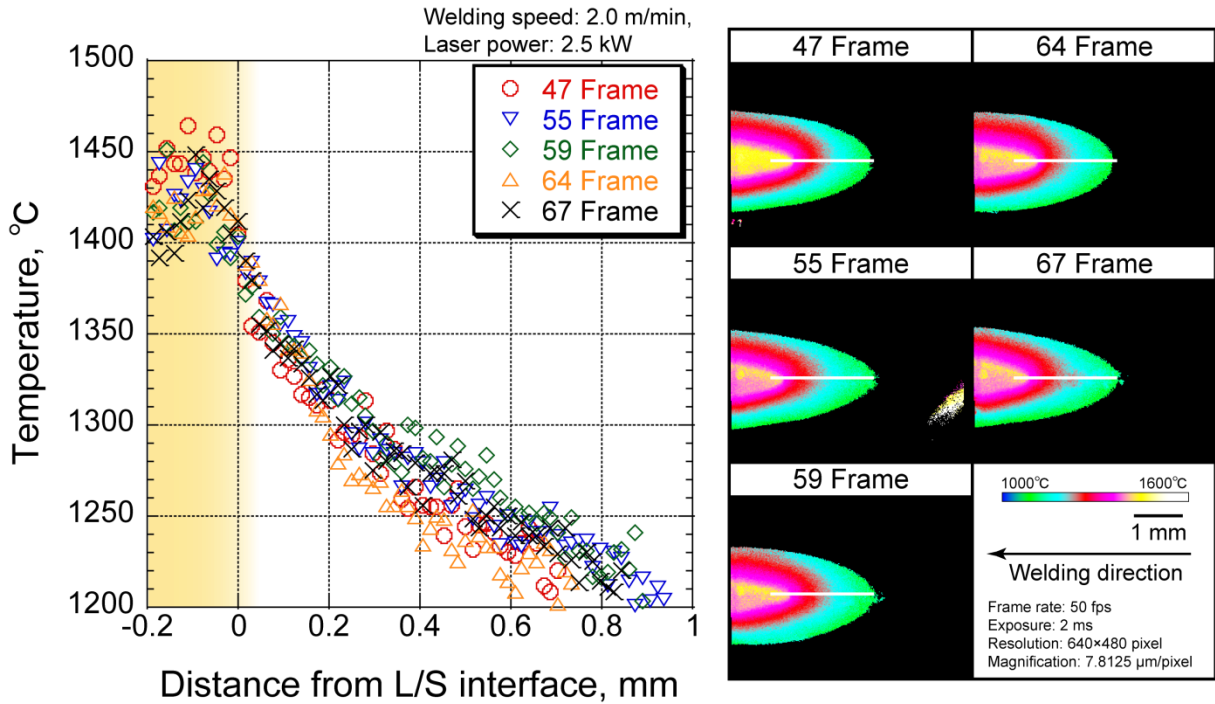 Welding speed: 2.0 m/min,
Laser power: 2.5 kW
1500
1450
1400
1350
1300
1250
1200
-0.2
0
0.2
0.4
0.6
0.8
1
Temperature, ℃
Distance from L/S interface, mm
47 Frame
55 Frame
59 Frame
64 Frame
67 Frame
47 Frame
64 Frame
55 Frame
67 Frame
59 Frame
1000℃
1600℃
1 mm
Welding direction
Frame rate: 50 fps
Exposure: 2 ms
Resolution: 640×480 pixel
Magnification: 7.8125 μm/pixel